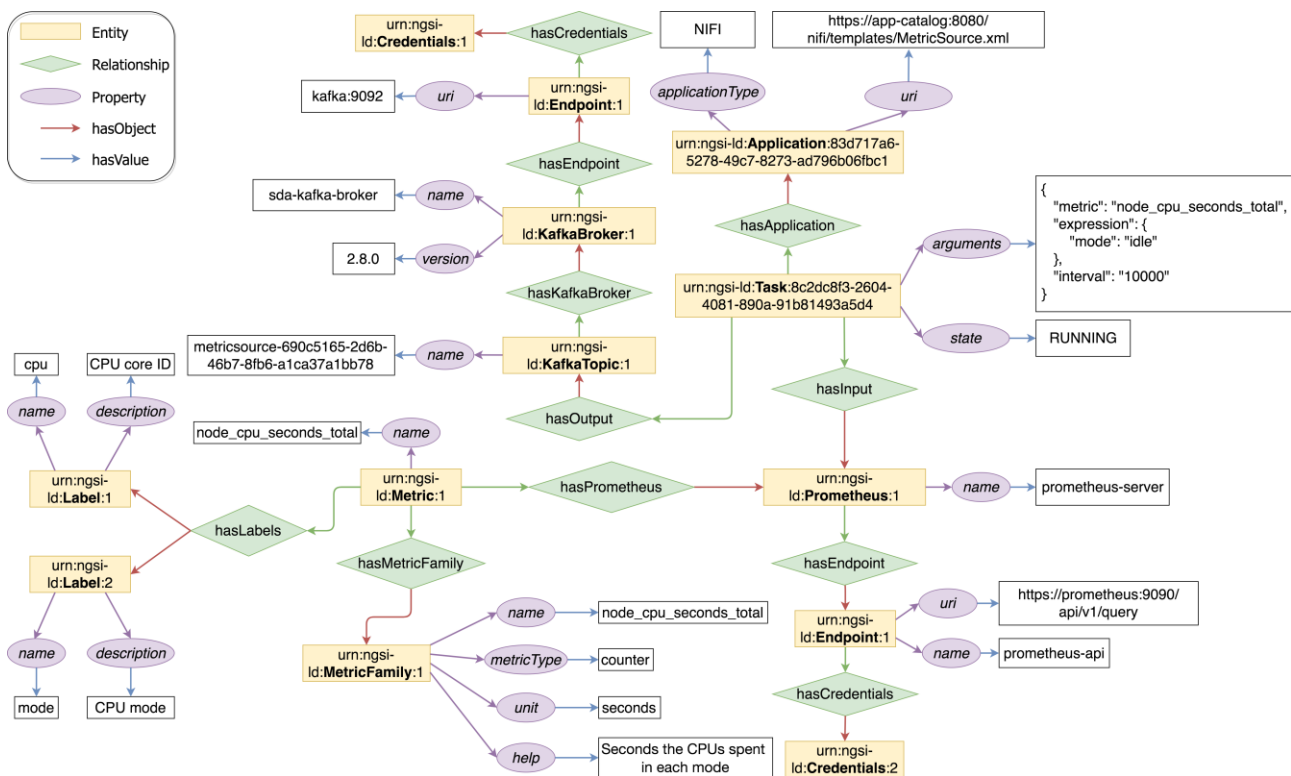 Entity
Relationship
Property
hasObject
hasValue
urn:ngsi-
ld:Credentials:1
hasCredentials
NIFI
https://app-catalog:8080/
nifi/templates/MetricSource.xml
kafka:9092
uri
urn:ngsi-
ld:Endpoint:1
applicationType
uri
urn:ngsi-ld:Application:83d717a6-
5278-49c7-8273-ad796b06fbc1
hasEndpoint
sda-kafka-broker
name
urn:ngsi-
ld:KafkaBroker:1
2.8.0
version
hasApplication
arguments
{
"metric": "node_cpu_seconds_total",
"expression": {
"mode": "idle"
},
"interval": "10000"
}
hasKafkaBroker
urn:ngsi-ld:Task:8c2dc8f3-2604-
4081-890a-91b81493a5d4
state
RUNNING
metricsource-690c5165-2d6b-
46b7-8fb6-a1ca37a1bb78
name
urn:ngsi-
ld:KafkaTopic:1
cpu
CPU core ID
name
description
hasInput
hasOutput
node_cpu_seconds_total
name
urn:ngsi-
ld:Label:1
urn:ngsi-
ld:Metric:1
hasPrometheus
urn:ngsi-
ld:Prometheus:1
name
prometheus-server
hasLabels
hasMetricFamily
hasEndpoint
urn:ngsi-
ld:Label:2
name
description
mode
CPU mode
urn:ngsi-
ld:MetricFamily:1
name
node_cpu_seconds_total
metricType
counter
unit
seconds
help
Seconds the CPUs spent
in each mode
urn:ngsi-
ld:Endpoint:1
uri
https://prometheus:9090/
api/v1/query
name
prometheus-api
hasCredentials
urn:ngsi-
ld:Credentials:2